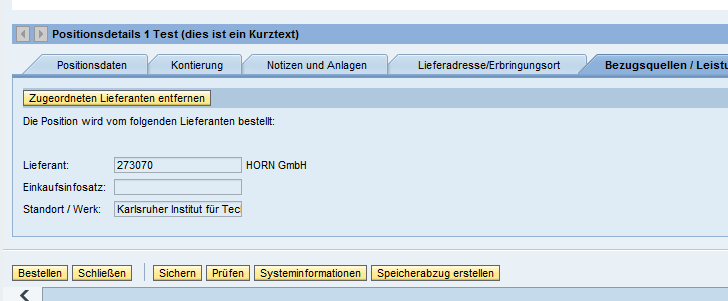 Positionsdetails 1 Test (dies ist ein Kurztext)
Positionsdaten Kontierung Notizen und Anlagen Lieferadresse/Erbringungsort Bezugsquellen / Leistu
Zugeordneten Lieferanten entfernen
Die Position wird vom folgenden Lieferanten bestellt:
Lieferant: 273070 HORN GmbH
Einkaufsinfosatz:
Standort / Werk: Karlsruher Institut für Tec
Bestellen Schließen Sichern Prüfen Systeminformationen Speicherabzug erstellen